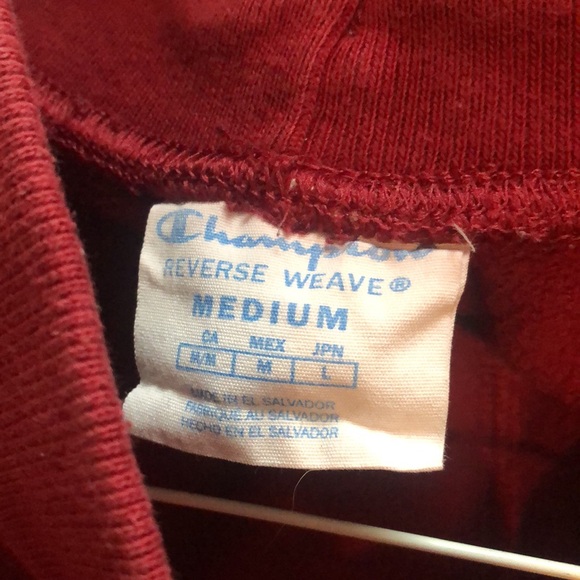 Champion
REVERSE WEAVE®
MEDIUM
CA MEX JPN
M/M M L
MADE IN EL SALVADOR
FABRIQUE AU SALVADOR
HECHO EN EL SALVADOR